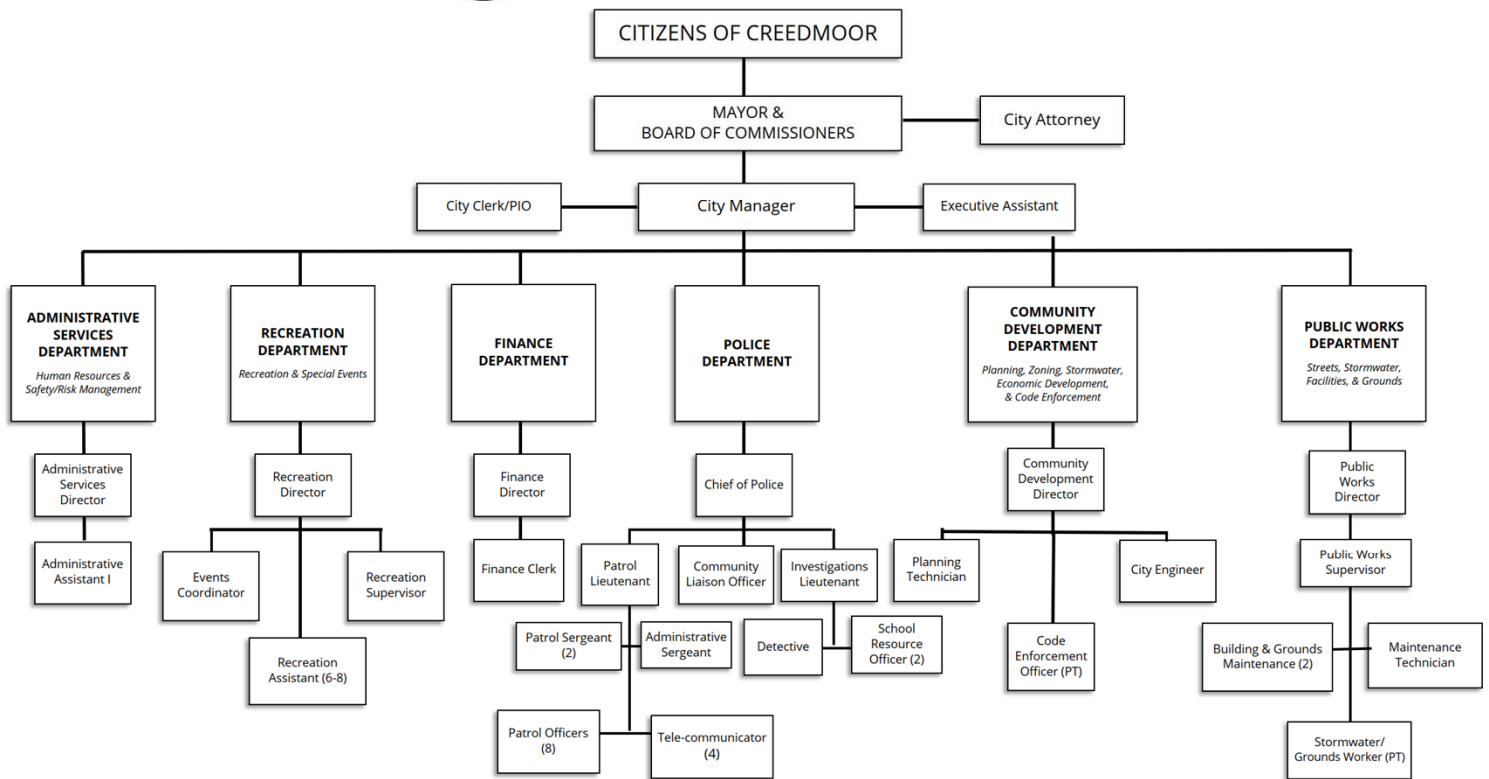 CITIZENS OF CREEDMOOR
MAYOR &
BOARD OF COMMISSIONERS
City Attorney
City Clerk/PIO
City Manager
Executive Assistant
ADMINISTRATIVE
SERVICES
DEPARTMENT
Human Resources &
Safety/Risk Management
RECREATION
DEPARTMENT
Recreation & Special Events
FINANCE
DEPARTMENT
POLICE
DEPARTMENT
COMMUNITY
DEVELOPMENT
DEPARTMENT
Planning, Zoning, Stormwater,
Economic Development,
& Code Enforcement
PUBLIC WORKS
DEPARTMENT
Streets, Stormwater,
Facilities, & Grounds
Administrative
Services
Director
Recreation
Director
Finance
Director
Chief of Police
Community
Development
Director
Public
Works
Director
Administrative
Assistant I
Events
Coordinator
Recreation
Supervisor
Recreation
Assistant (6-8)
Finance Clerk
Patrol
Lieutenant
Community
Liaison Officer
Investigations
Lieutenant
Patrol Sergeant
(2)
Administrative
Sergeant
Detective
School
Resource
Officer (2)
Patrol Officers
(8)
Tele-communicator
(4)
Planning
Technician
City Engineer
Code
Enforcement
Officer (PT)
Public Works
Supervisor
Building & Grounds
Maintenance (2)
Maintenance
Technician
Stormwater/
Grounds Worker (PT)